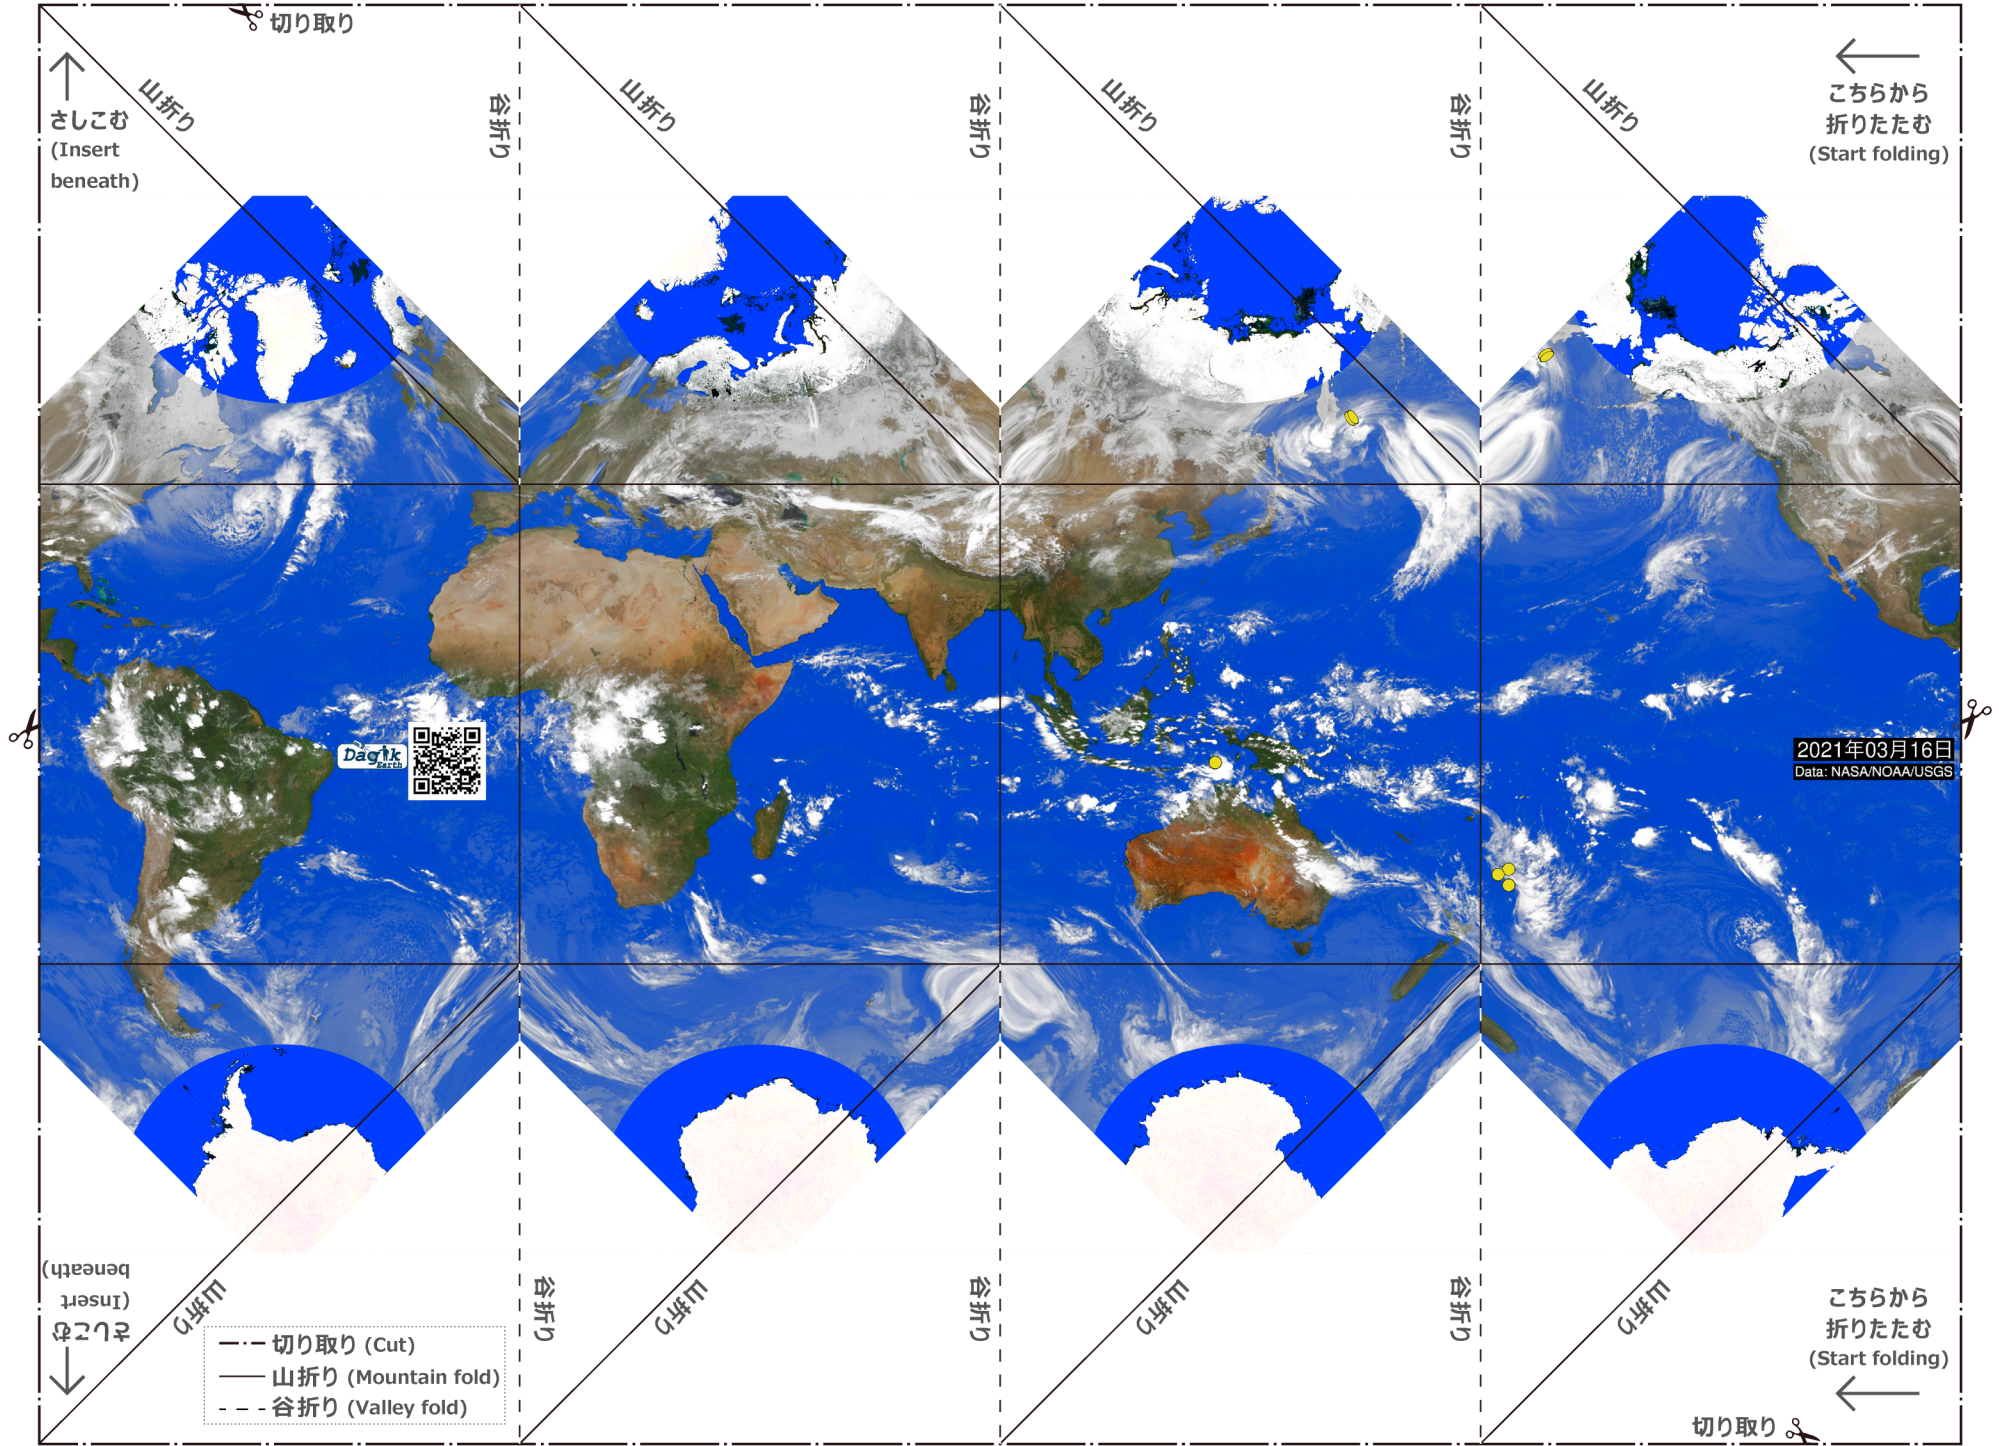 切り取り
さしこむ
(Insert
beneath)
山折り
谷折り
山折り
谷折り
山折り
谷折り
山折り
こちらから
折りたたむ
(Start folding)
Dagik
Earth
2021年03月16日
Data: NASA/NOAA/USGS
さしこむ
(Insert
beneath)
山折り
谷折り
山折り
谷折り
山折り
谷折り
山折り
こちらから
折りたたむ
(Start folding)
切り取り (Cut)
山折り (Mountain fold)
谷折り (Valley fold)
切り取り